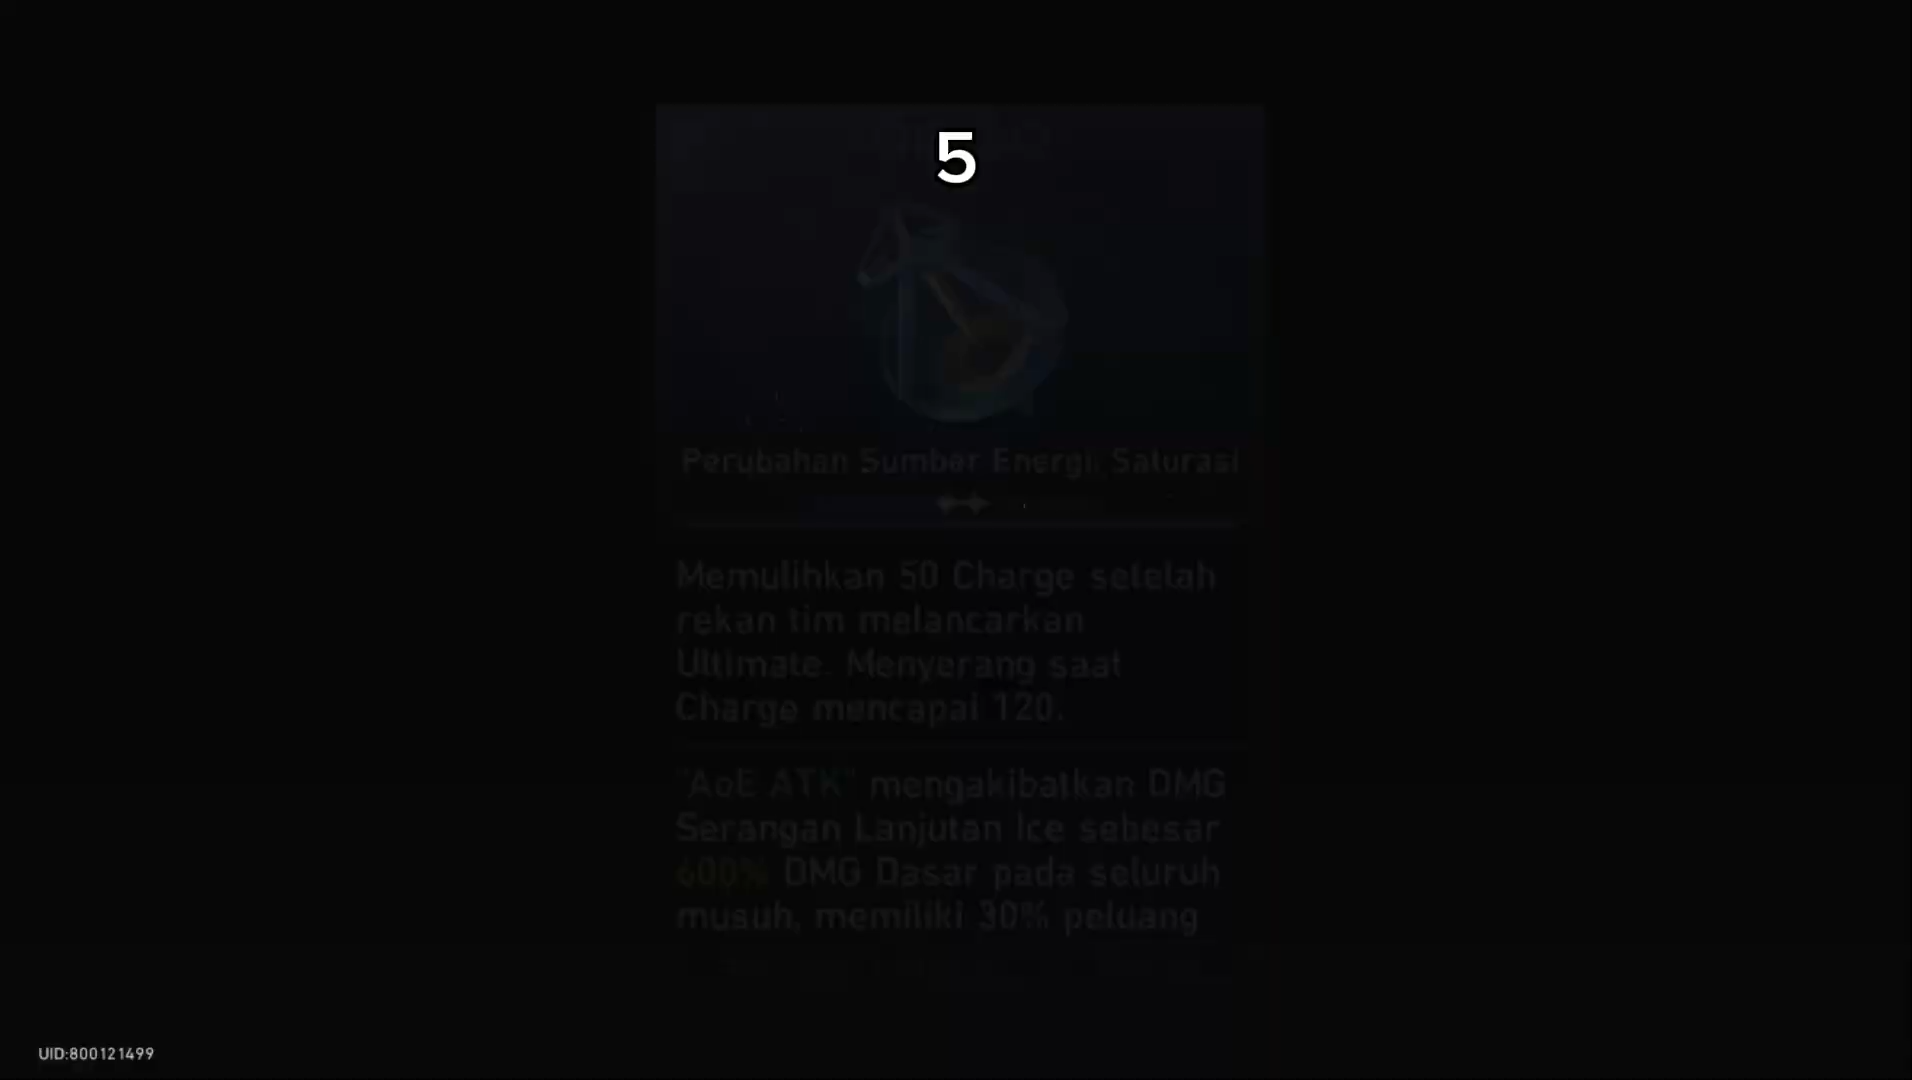 5
Perubahan Sumber Energi: Saturasi
Memulihkan 50 Charge setelah
rekan tim melancarkan
Ultimate. Menyerang saat
Charge mencapai 120.
"AoE ATK" mengakibatkan DMG
Serangan Lanjutan Ice sebesar
600% DMG Dasar pada seluruh
musuh, memiliki 30% peluang
UID:800121499